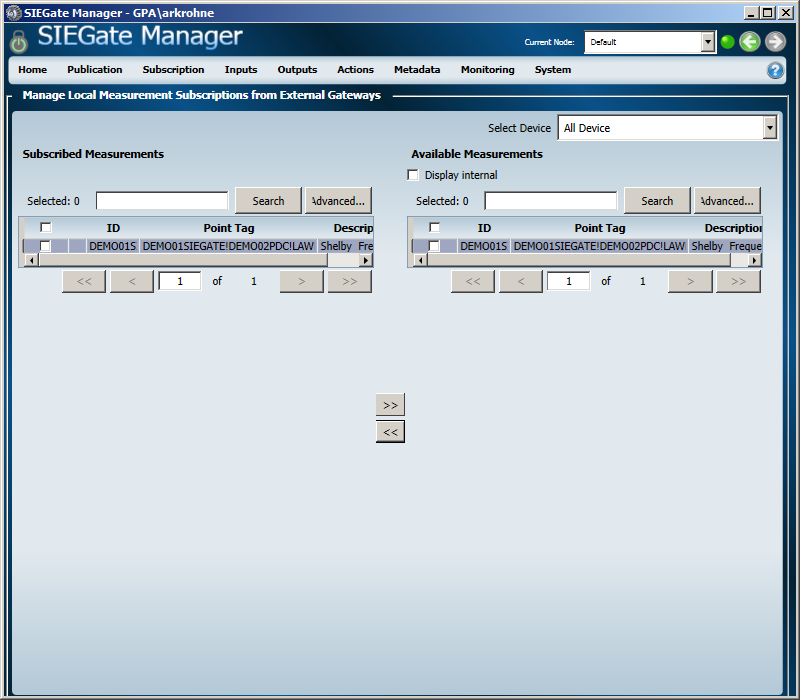 SIEGate Manager - GPA\arkrohne
SIEGate Manager
Current Node: Default
Home Publication Subscription Inputs Outputs Actions Metadata Monitoring System
Manage Local Measurement Subscriptions from External Gateways
Select Device All Device
Subscribed Measurements
Available Measurements
Display internal
Selected: 0 Search Advanced...
Selected: 0 Search Advanced...
ID Point Tag Descrip
ID Point Tag Description
DEMO01S DEMO01SIEGATE!DEMO02PDC!LAW Shelby Fre
DEMO01S DEMO01SIEGATE!DEMO02PDC!LAW Shelby Freque
<< < 1 of 1 > >>
<< < 1 of 1 > >>
>>
<<